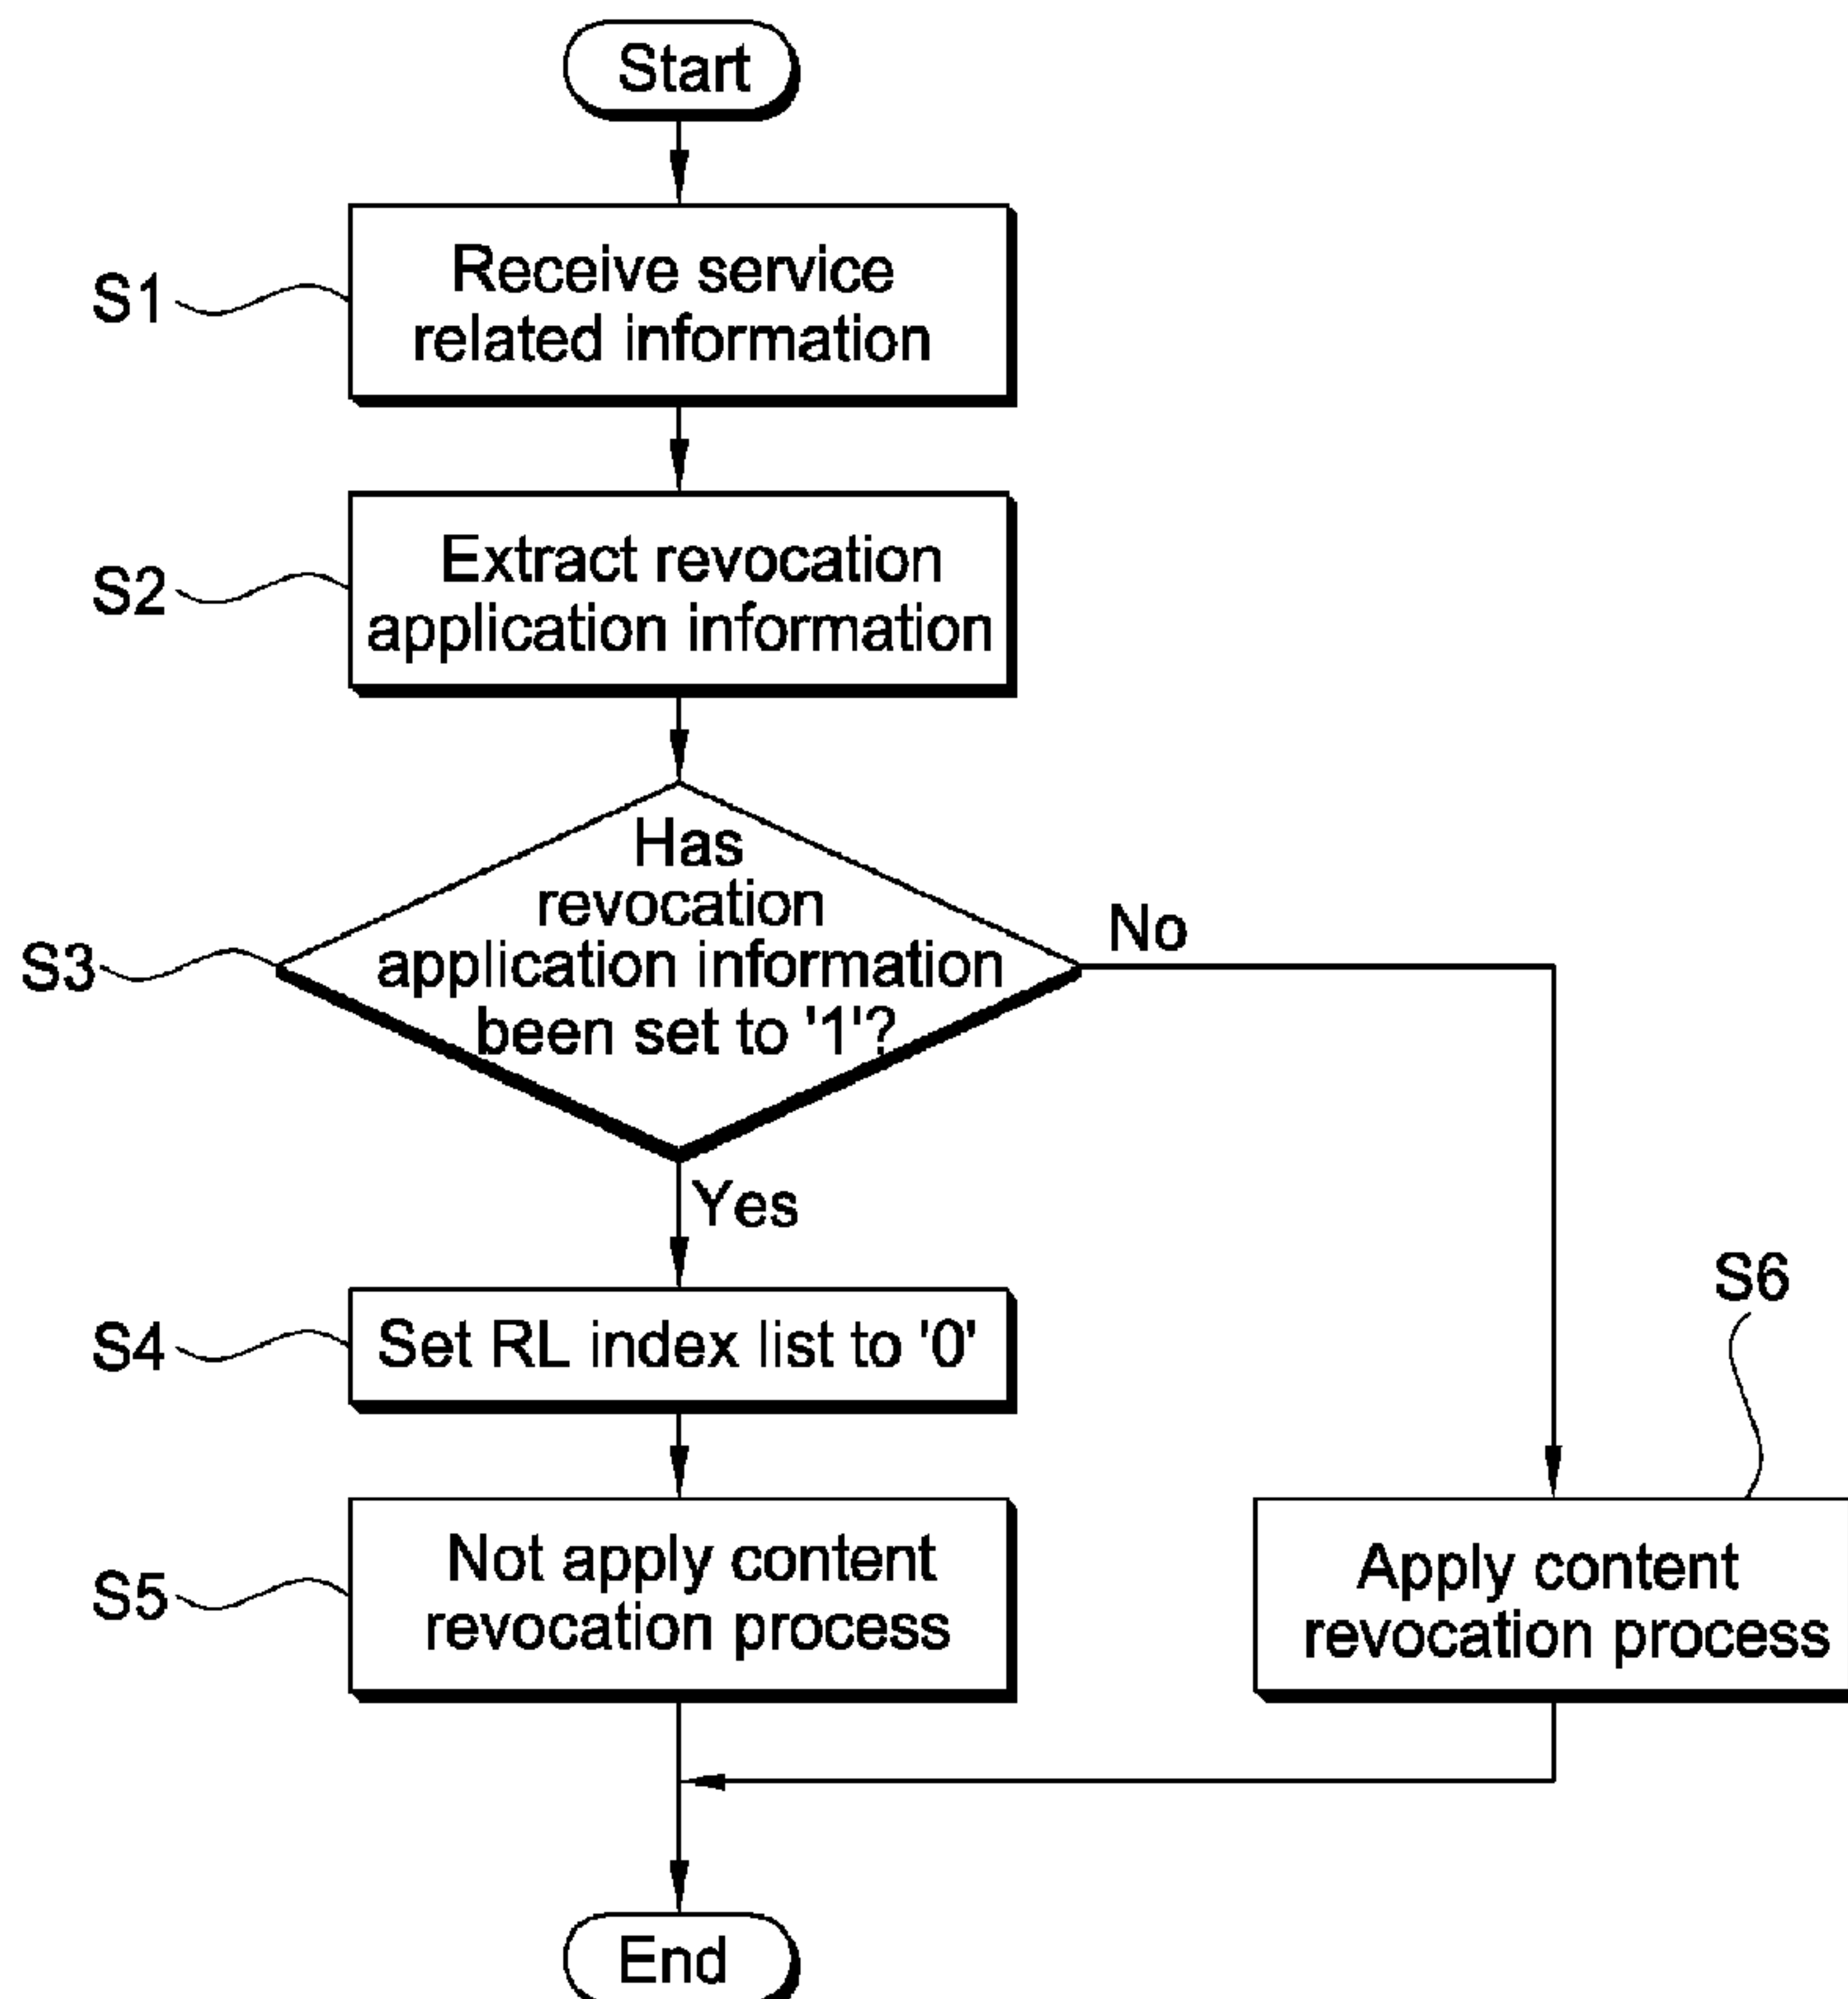 Start
S1
Receive service
related information
S2
Extract revocation
application information
S3
Has
revocation
application information
been set to '1'?
No
Yes
S4
Set RL index list to '0'
S6
S5
Not apply content
revocation process
Apply content
revocation process
End